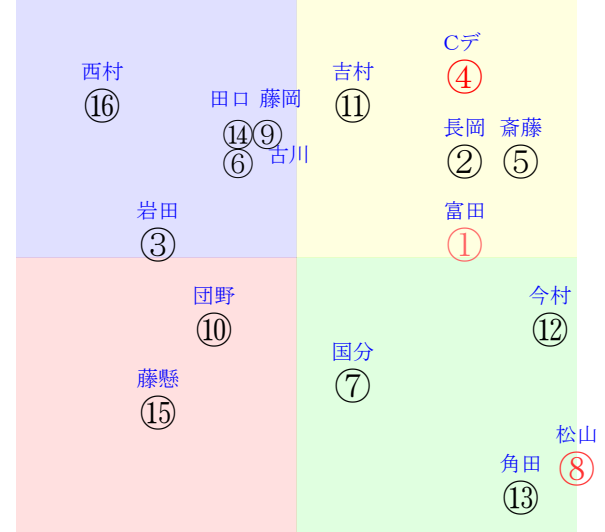 Cデ
④
西村
⑯
吉村
⑪
田口 藤岡
⑭⑨
古川
⑥
長岡 斎藤
② ⑤
岩田
③
富田
①
団野
⑩
今村
⑫
国分
⑦
藤懸
⑮
松山
⑧
角田
⑬